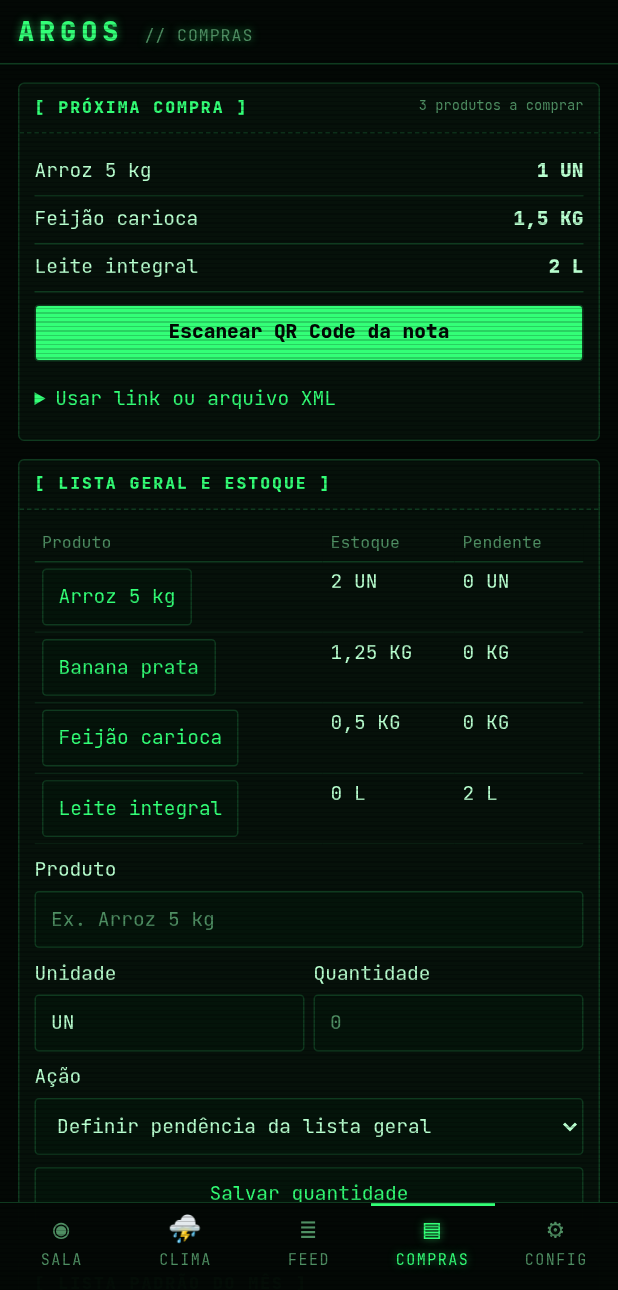 ARGOS // COMPRAS
[ PRÓXIMA COMPRA ] 3 produtos a comprar
Arroz 5 kg 1 UN
Feijão carioca 1,5 KG
Leite integral 2 L
Escanear QR Code da nota
▶ Usar link ou arquivo XML
[ LISTA GERAL E ESTOQUE ]
Produto Estoque Pendente
Arroz 5 kg 2 UN 0 UN
Banana prata 1,25 KG 0 KG
Feijão carioca 0,5 KG 0 KG
Leite integral 0 L 2 L
Produto
Ex. Arroz 5 kg
Unidade Quantidade
UN 0
Ação
Definir pendência da lista geral
Salvar quantidade
SALA CLIMA FEED COMPRAS CONFIG
[ LISTA PADRÃO DO MÊS ]